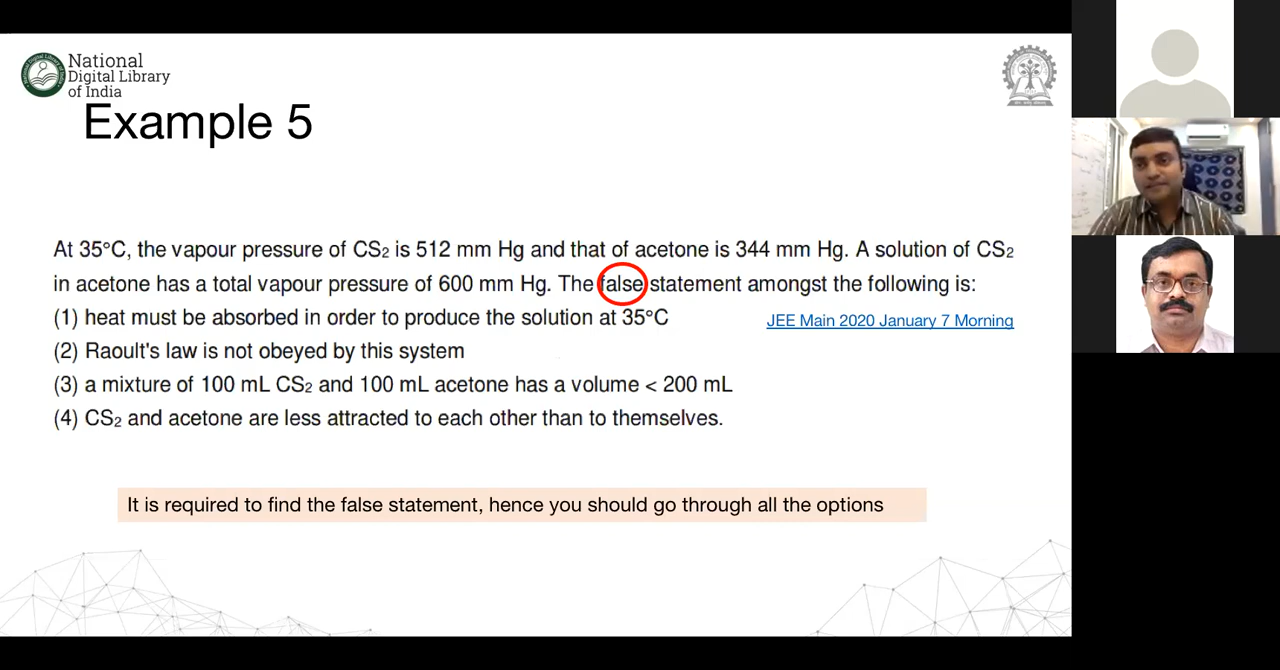 National
Digital Library
of India
Example 5
At 35°C, the vapour pressure of CS₂ is 512 mm Hg and that of acetone is 344 mm Hg. A solution of CS₂
in acetone has a total vapour pressure of 600 mm Hg. The false statement amongst the following is:
(1) heat must be absorbed in order to produce the solution at 35°C
JEE Main 2020 January 7 Morning
(2) Raoult's law is not obeyed by this system
(3) a mixture of 100 mL CS₂ and 100 mL acetone has a volume < 200 mL
(4) CS₂ and acetone are less attracted to each other than to themselves.
It is required to find the false statement, hence you should go through all the options